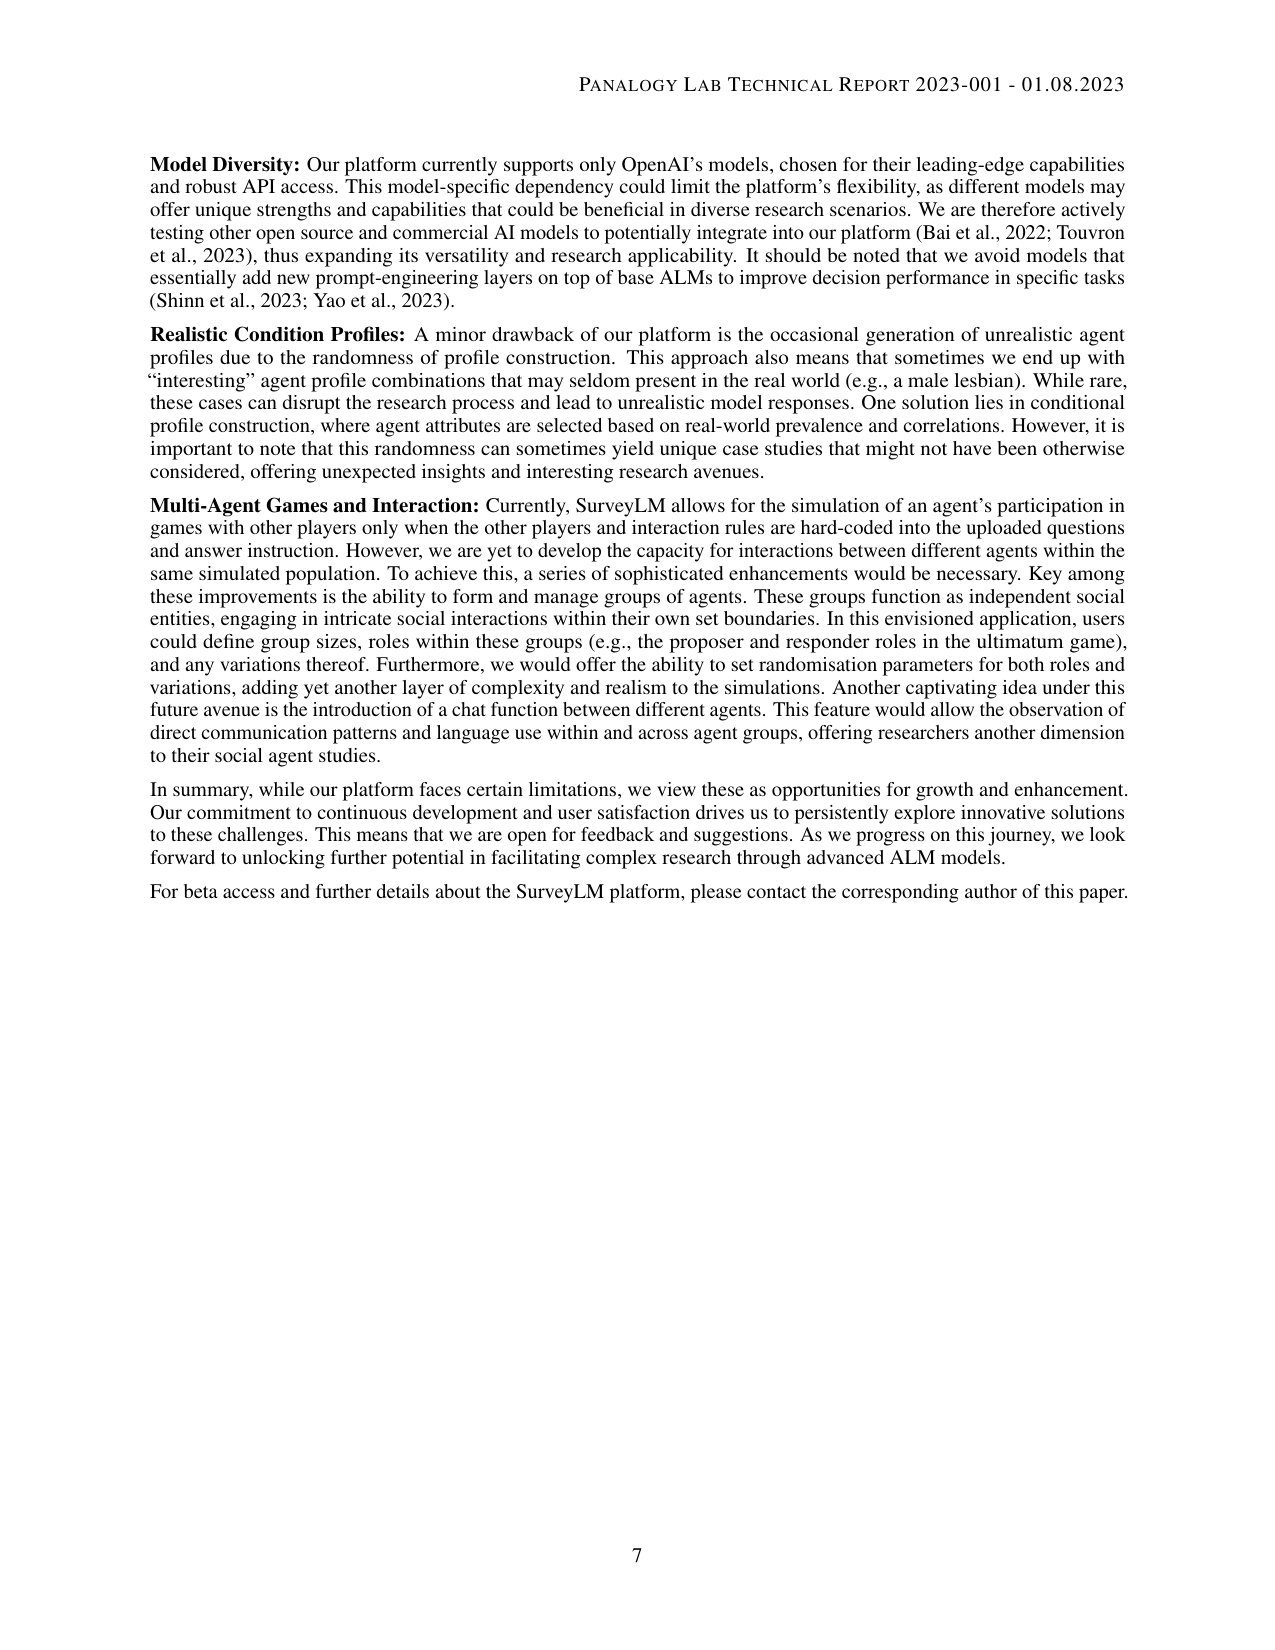 PANALOGY LAB TECHNICAL REPORT 2023-001 - 01.08.2023
Model Diversity: Our platform currently supports only OpenAI's models, chosen for their leading-edge capabilities
and robust API access. This model-specific dependency could limit the platform's flexibility, as different models may
offer unique strengths and capabilities that could be beneficial in diverse research scenarios. We are therefore actively
testing other open source and commercial AI models to potentially integrate into our platform (Bai et al., 2022; Touvron
et al., 2023), thus expanding its versatility and research applicability. It should be noted that we avoid models that
essentially add new prompt-engineering layers on top of base ALMs to improve decision performance in specific tasks
(Shinn et al., 2023; Yao et al., 2023).
Realistic Condition Profiles: A minor drawback of our platform is the occasional generation of unrealistic agent
profiles due to the randomness of profile construction. This approach also means that sometimes we end up with
“interesting” agent profile combinations that may seldom present in the real world (e.g., a male lesbian). While rare,
these cases can disrupt the research process and lead to unrealistic model responses. One solution lies in conditional
profile construction, where agent attributes are selected based on real-world prevalence and correlations. However, it is
important to note that this randomness can sometimes yield unique case studies that might not have been otherwise
considered, offering unexpected insights and interesting research avenues.
Multi-Agent Games and Interaction: Currently, SurveyLM allows for the simulation of an agent's participation in
games with other players only when the other players and interaction rules are hard-coded into the uploaded questions
and answer instruction. However, we are yet to develop the capacity for interactions between different agents within the
same simulated population. To achieve this, a series of sophisticated enhancements would be necessary. Key among
these improvements is the ability to form and manage groups of agents. These groups function as independent social
entities, engaging in intricate social interactions within their own set boundaries. In this envisioned application, users
could define group sizes, roles within these groups (e.g., the proposer and responder roles in the ultimatum game),
and any variations thereof. Furthermore, we would offer the ability to set randomisation parameters for both roles and
variations, adding yet another layer of complexity and realism to the simulations. Another captivating idea under this
future avenue is the introduction of a chat function between different agents. This feature would allow the observation of
direct communication patterns and language use within and across agent groups, offering researchers another dimension
to their social agent studies.
In summary, while our platform faces certain limitations, we view these as opportunities for growth and enhancement.
Our commitment to continuous development and user satisfaction drives us to persistently explore innovative solutions
to these challenges. This means that we are open for feedback and suggestions. As we progress on this journey, we look
forward to unlocking further potential in facilitating complex research through advanced ALM models.
For beta access and further details about the SurveyLM platform, please contact the corresponding author of this paper.
7